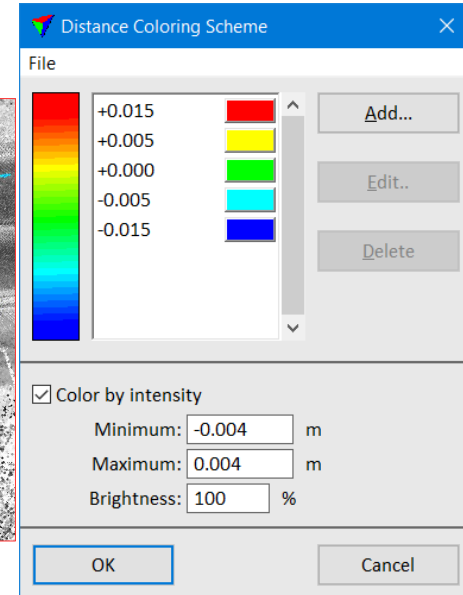 Distance Coloring Scheme
File
+0.015
+0.005
+0.000
-0.005
-0.015
Add...
Edit..
Delete
Color by intensity
Minimum: -0.004 m
Maximum: 0.004 m
Brightness: 100 %
OK Cancel